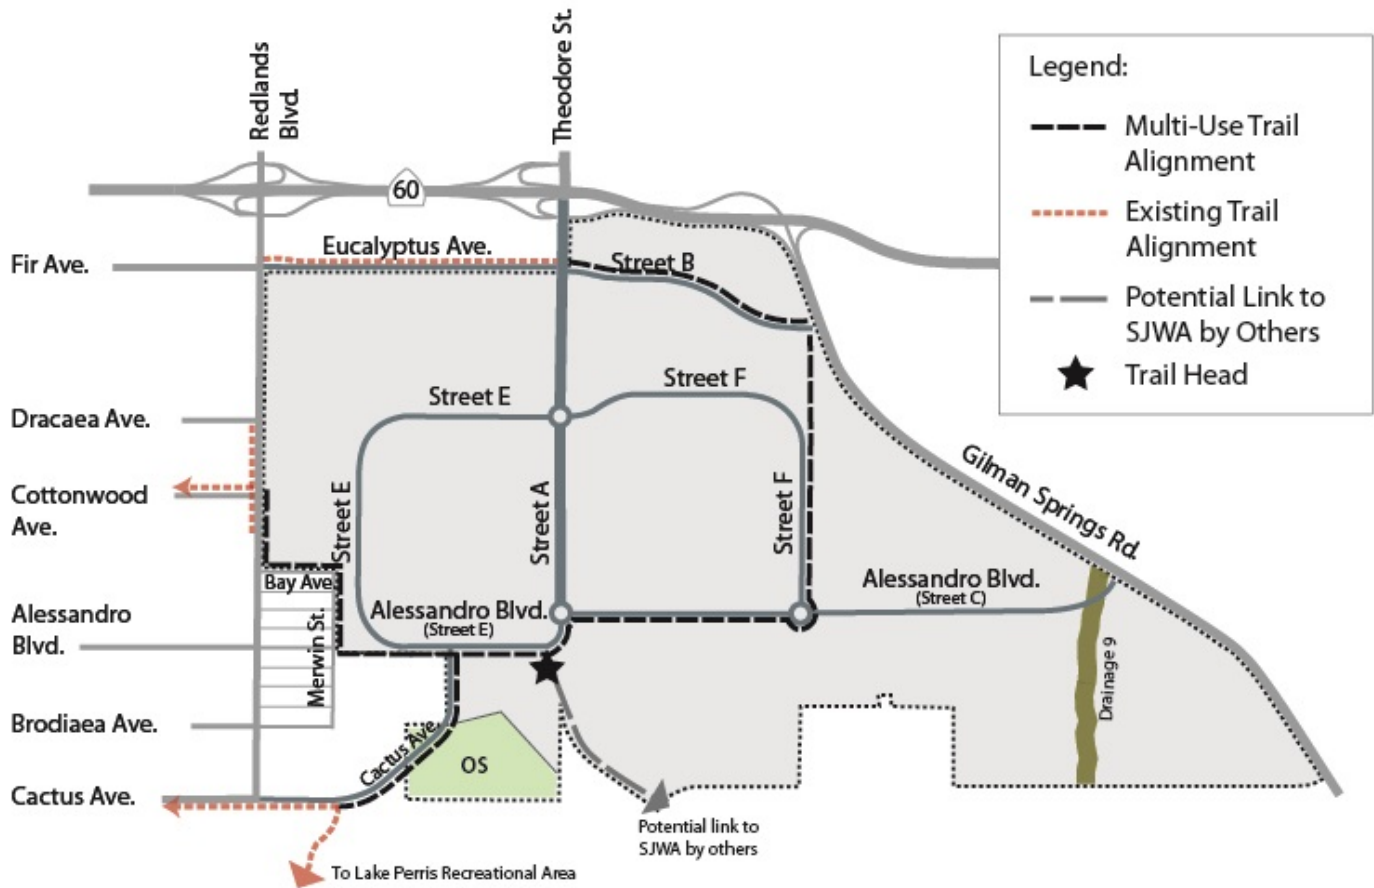 Redlands
Blvd.
Theodore St.
60
Legend:
Multi-Use Trail
Alignment
Existing Trail
Alignment
Potential Link to
SJWA by Others
Trail Head
Fir Ave.
Eucalyptus Ave.
Street B
Dracaea Ave.
Street E
Street F
Cottonwood
Ave.
Street E
Street A
Street F
Gilman Springs Rd.
Bay Ave.
Alessandro Blvd.
(Street C)
Alessandro
Blvd.
Alessandro Blvd.
(Street E)
Merwin St.
Drainage 9
Brodiaea Ave.
Cactus Ave.
OS
Cactus Ave.
Potential link to
SJWA by others
To Lake Perris Recreational Area